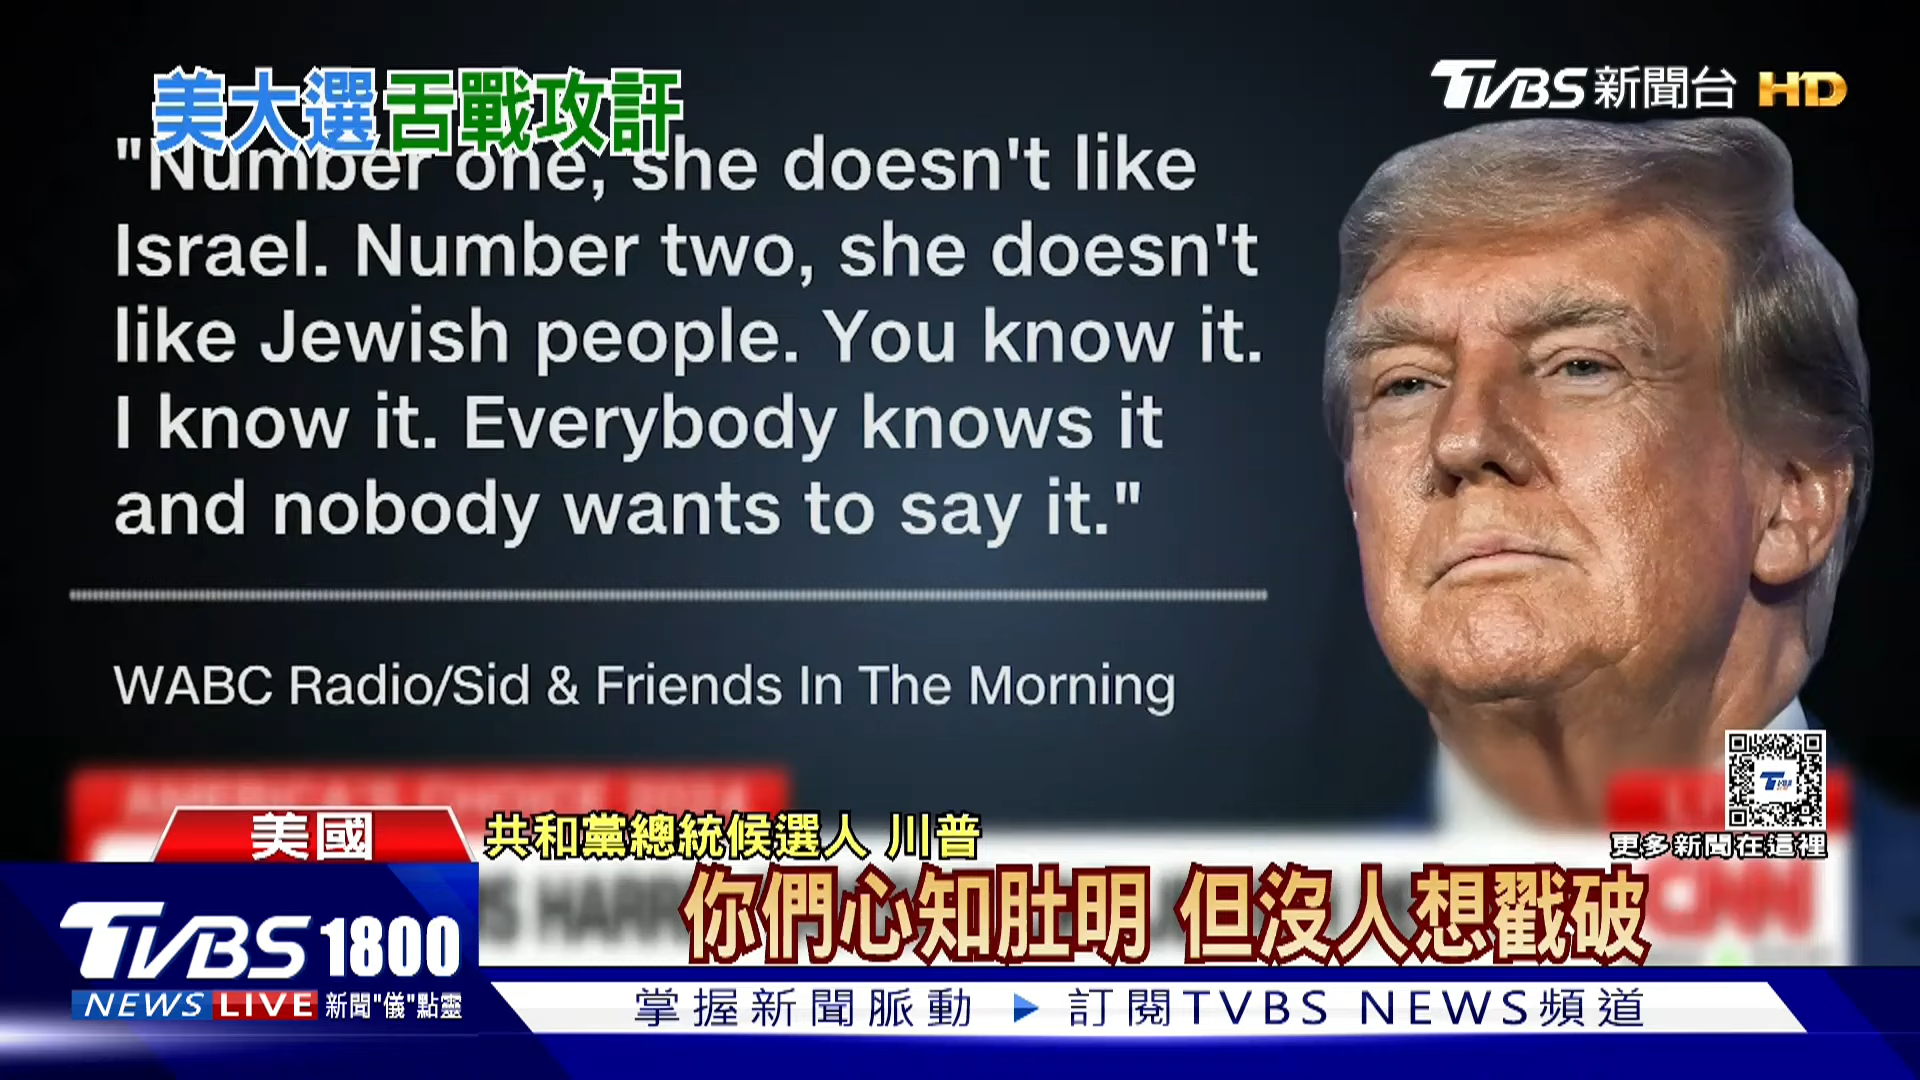 美大選 舌戰攻訐
TVBS新聞台 HD
"Number one, she doesn't like
Israel. Number two, she doesn't
like Jewish people. You know it.
I know it. Everybody knows it
and nobody wants to say it."
WABC Radio/Sid & Friends In The Morning
AMERICA'S CHOICE 2024
TVBS
更多新聞在這裡
美國
共和黨總統候選人 川普
你們心知肚明 但沒人想戳破
CNN
TVBS 1800
NEWS LIVE 新聞"儀"點靈
掌握新聞脈動 ▶ 訂閱TVBS NEWS頻道